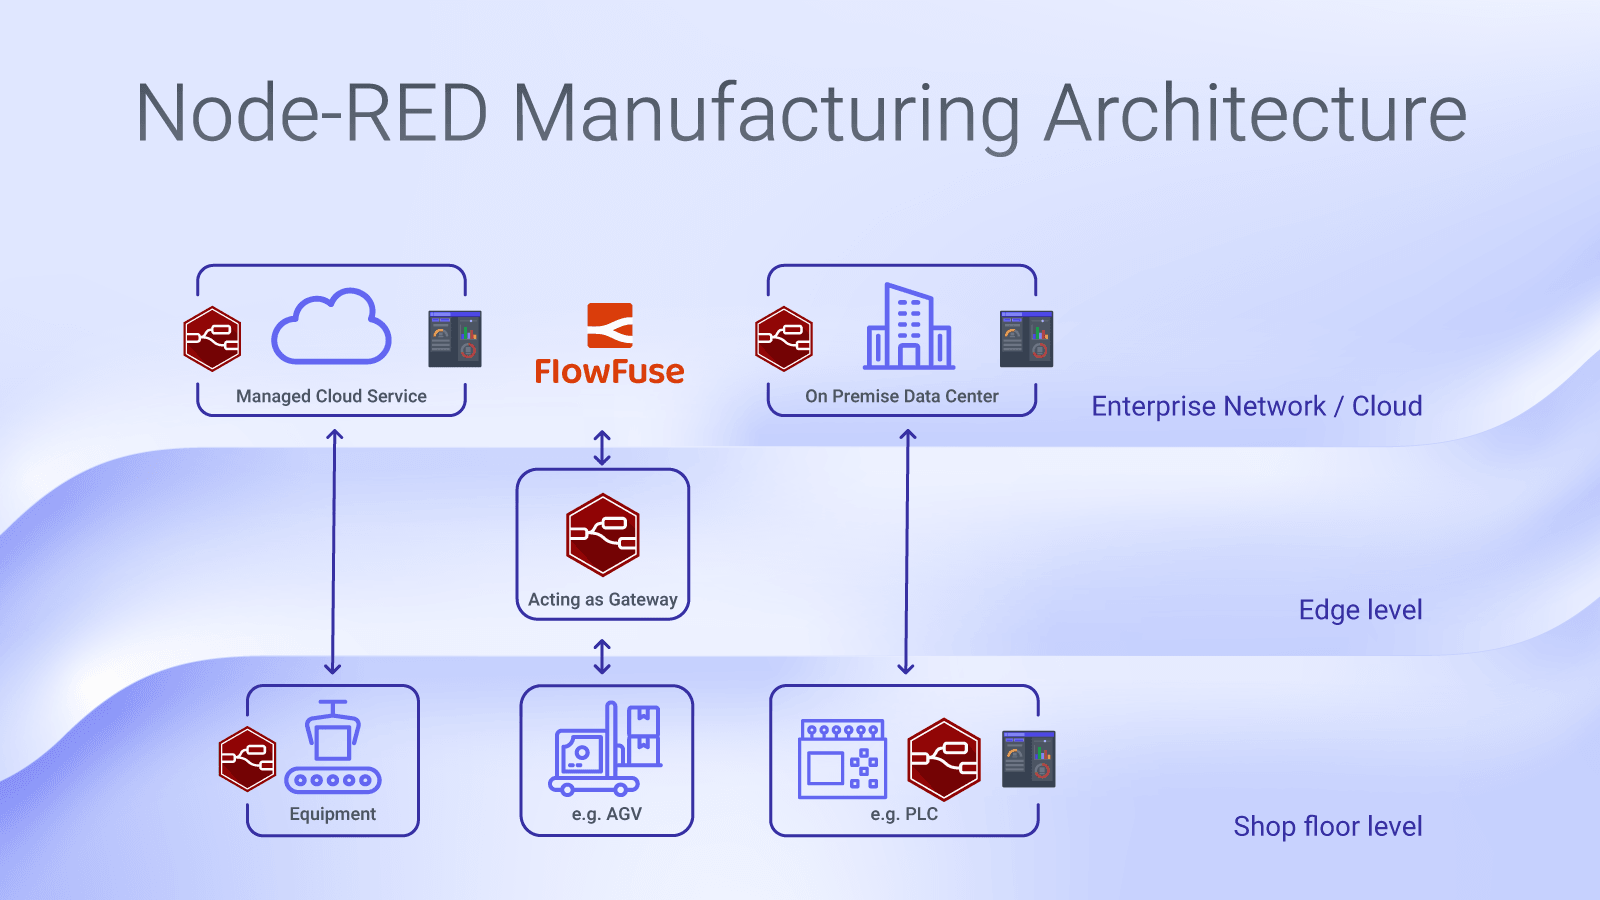 Node-RED Manufacturing Architecture
Managed Cloud Service
FlowFuse
On Premise Data Center
Enterprise Network / Cloud
Acting as Gateway
Edge level
Equipment
e.g. AGV
e.g. PLC
Shop floor level